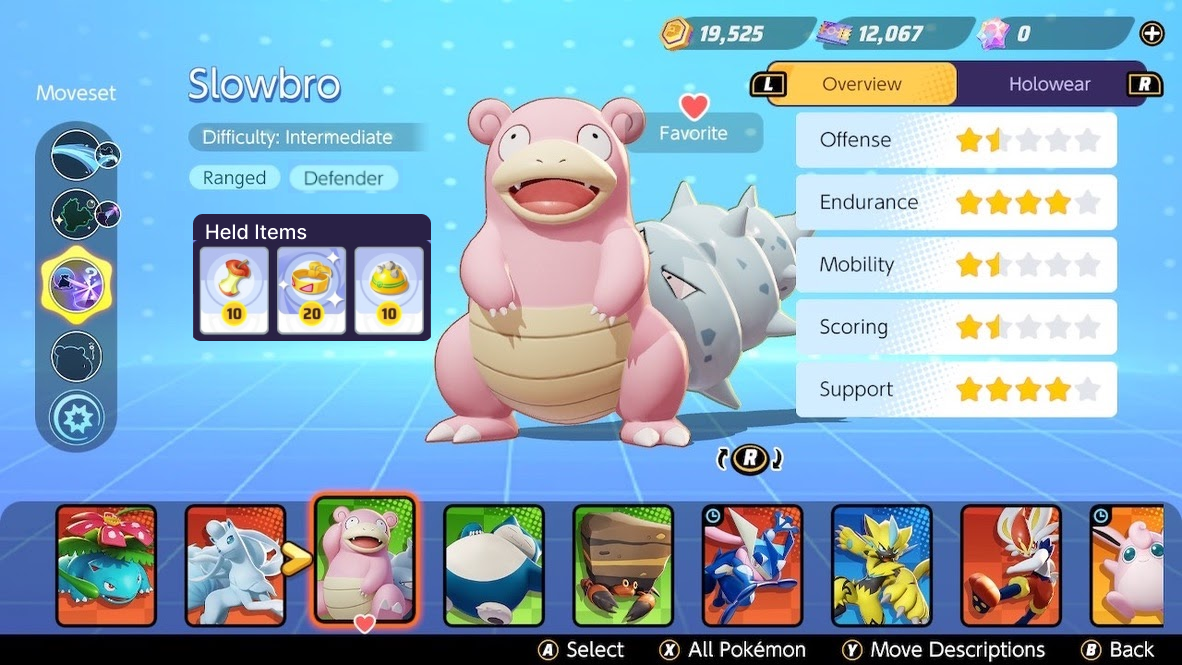 19,525
12,067
0
Moveset
Slowbro
L
Overview
Holowear
R
Difficulty: Intermediate
Favorite
Ranged
Defender
Held Items
10
20
10
Offense
Endurance
Mobility
Scoring
Support
R
A Select
X All Pokémon
Y Move Descriptions
B Back